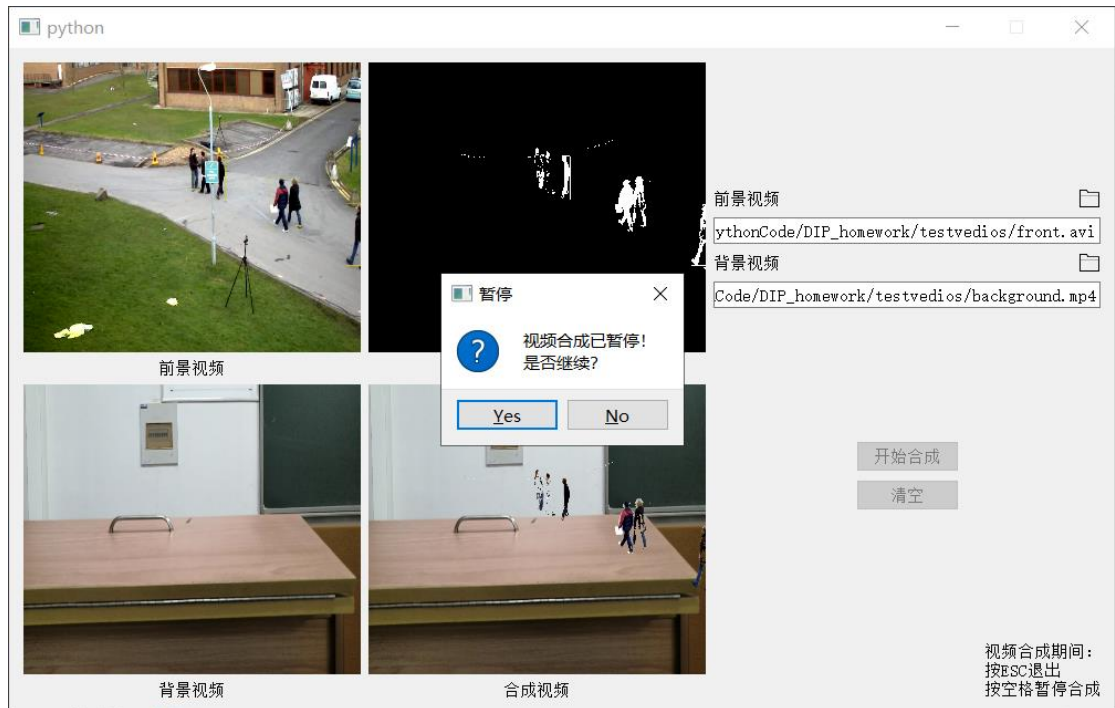 python
前景视频
ythonCode/DIP_homework/testvedios/front.avi
背景视频
Code/DIP_homework/testvedios/background.mp4
暂停
视频合成已暂停!
是否继续?
Yes
No
前景视频
开始合成
清空
背景视频
合成视频
视频合成期间:
按ESC退出
按空格暂停合成